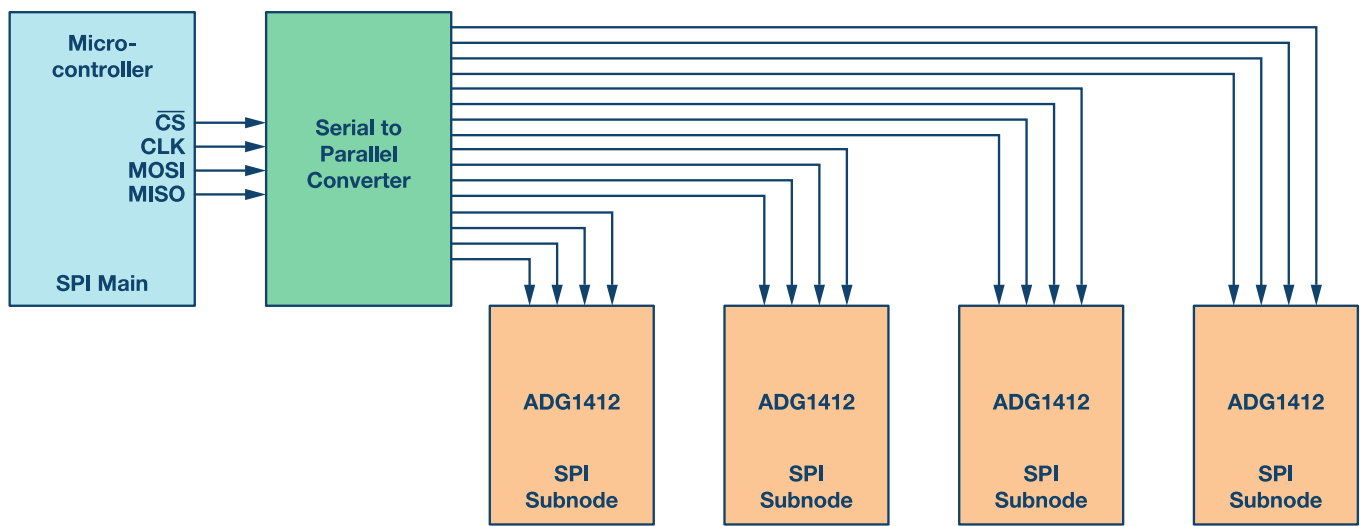 Micro-
controller
CS
CLK
MOSI
MISO
SPI Main
Serial to
Parallel
Converter
ADG1412
SPI
Subnode
ADG1412
SPI
Subnode
ADG1412
SPI
Subnode
ADG1412
SPI
Subnode